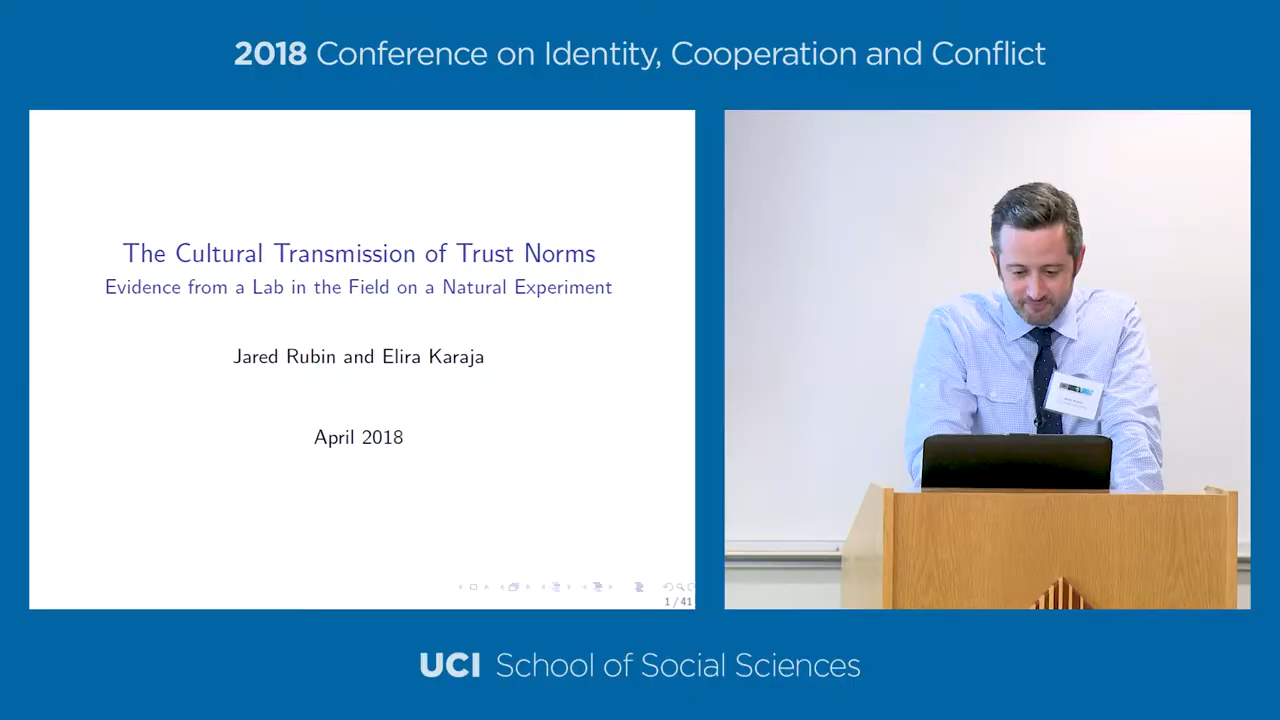 2018 Conference on Identity, Cooperation and Conflict
The Cultural Transmission of Trust Norms
Evidence from a Lab in the Field on a Natural Experiment
Jared Rubin and Elira Karaja
April 2018
1 / 41
UCI School of Social Sciences